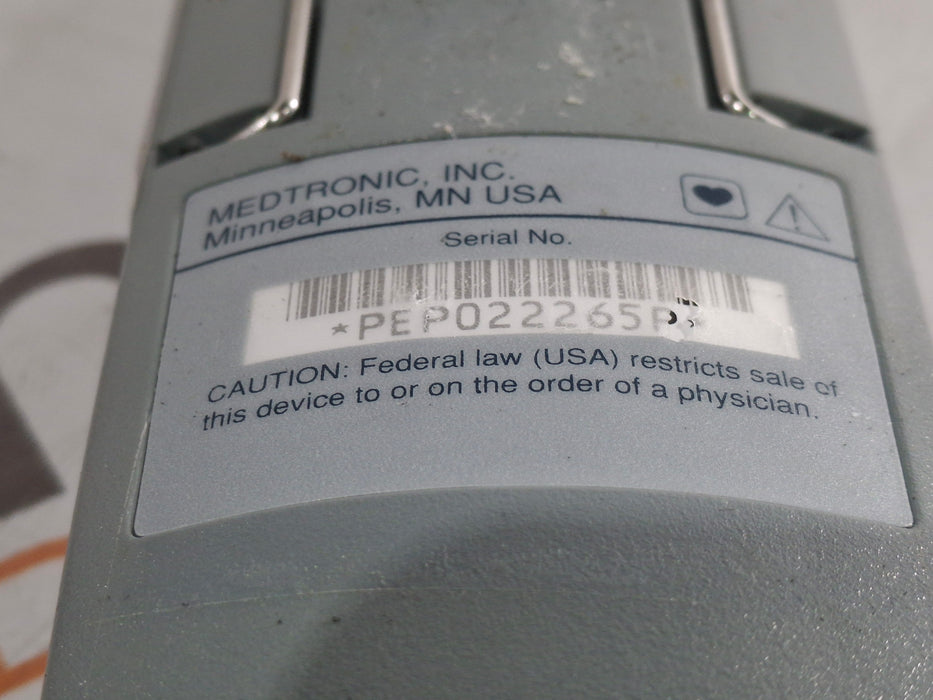 MEDTRONIC, INC.
Minneapolis, MN USA
Serial No.
*PEP022265P
CAUTION: Federal law (USA) restricts sale of
this device to or on the order of a physician.